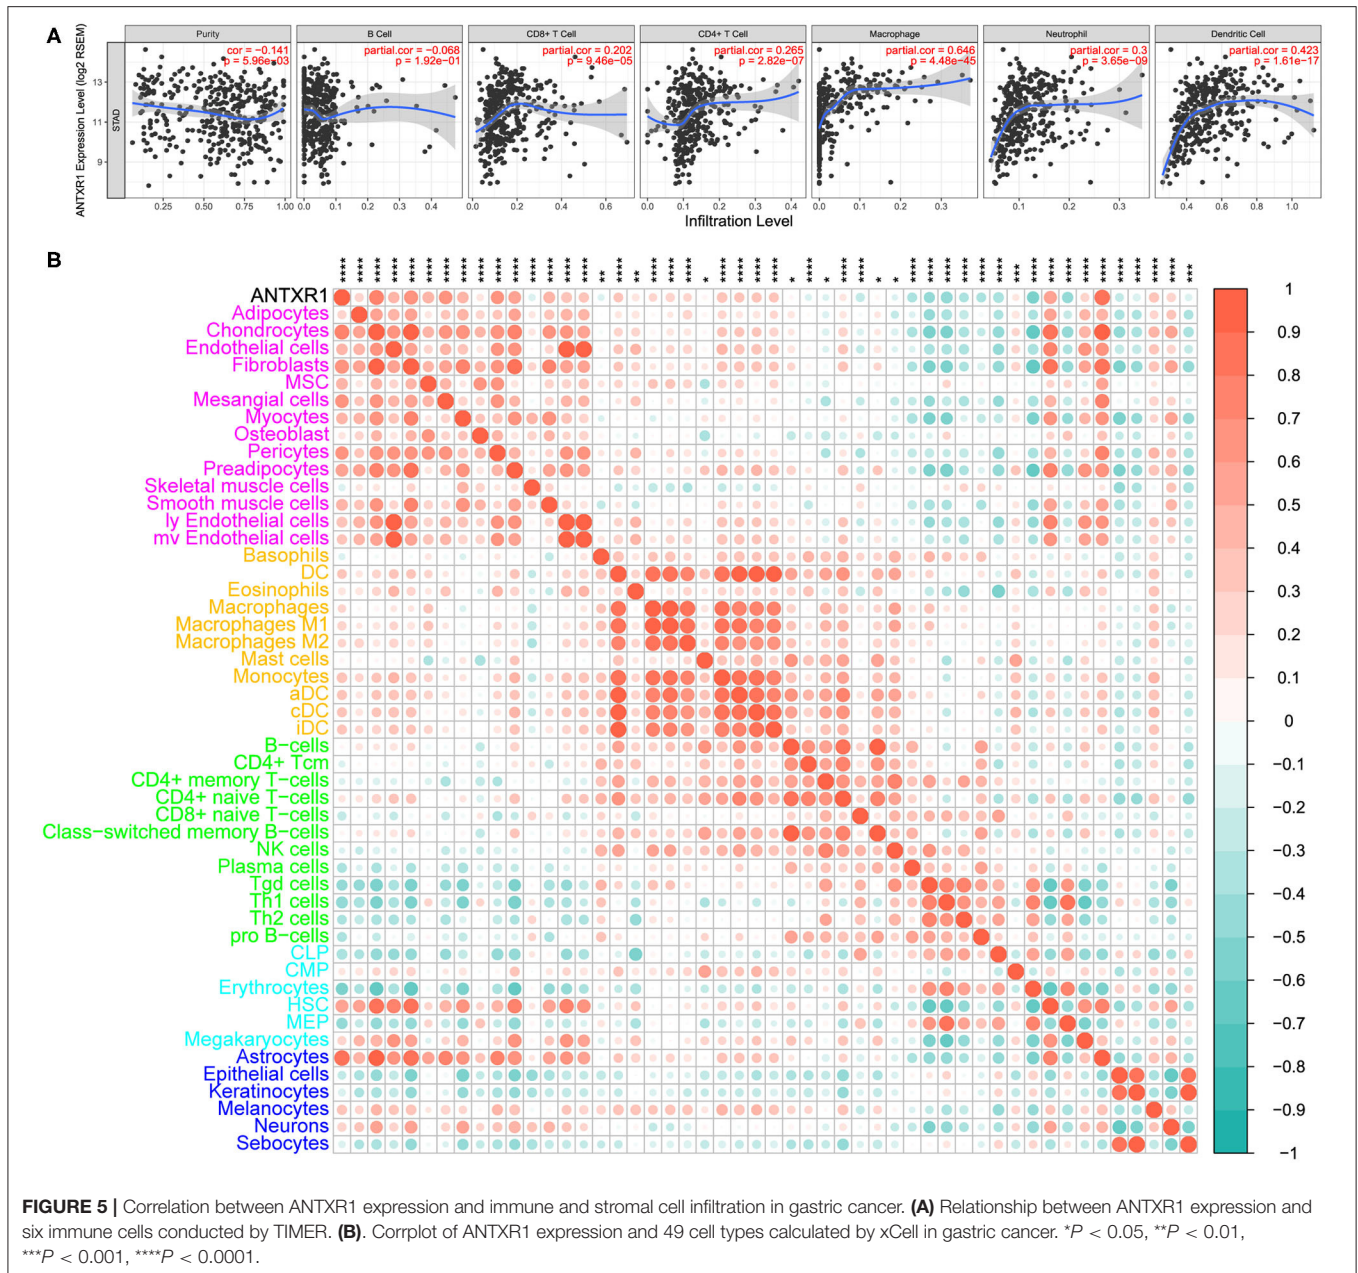 A
Purity
B Cell
CD8+ T Cell
CD4+ T Cell
Macrophage
Neutrophil
Dendritic Cell
cor = −0.141
p = 5.96e−03
partial.cor = −0.068
p = 1.92e−01
partial.cor = 0.202
p = 9.46e−05
partial.cor = 0.265
p = 2.82e−07
partial.cor = 0.646
p = 4.48e−45
partial.cor = 0.3
p = 3.65e−09
partial.cor = 0.423
p = 1.61e−17
ANTXR1 Expression Level (log2 RSEM)
STAD
13
11
9
0.25 0.50 0.75 1.00
0.0 0.1 0.2 0.3 0.4
0.0 0.2 0.4 0.6
0.0 0.1 0.2 0.3 0.4
0.0 0.1 0.2 0.3
0.1 0.2 0.3
0.4 0.6 0.8 1.0
Infiltration Level
B
ANTXR1
Adipocytes
Chondrocytes
Endothelial cells
Fibroblasts
MSC
Mesangial cells
Myocytes
Osteoblast
Pericytes
Preadipocytes
Skeletal muscle cells
Smooth muscle cells
ly Endothelial cells
mv Endothelial cells
Basophils
DC
Eosinophils
Macrophages
Macrophages M1
Macrophages M2
Mast cells
Monocytes
aDC
cDC
iDC
B−cells
CD4+ Tcm
CD4+ memory T−cells
CD4+ naive T−cells
CD8+ naive T−cells
Class−switched memory B−cells
NK cells
Plasma cells
Tgd cells
Th1 cells
Th2 cells
pro B−cells
CLP
CMP
Erythrocytes
HSC
MEP
Megakaryocytes
Astrocytes
Epithelial cells
Keratinocytes
Melanocytes
Neurons
Sebocytes
1
0.9
0.8
0.7
0.6
0.5
0.4
0.3
0.2
0.1
0
−0.1
−0.2
−0.3
−0.4
−0.5
−0.6
−0.7
−0.8
−0.9
−1
FIGURE 5 | Correlation between ANTXR1 expression and immune and stromal cell infiltration in gastric cancer. (A) Relationship between ANTXR1 expression and
six immune cells conducted by TIMER. (B). Corrplot of ANTXR1 expression and 49 cell types calculated by xCell in gastric cancer. *P < 0.05, **P < 0.01,
***P < 0.001, ****P < 0.0001.